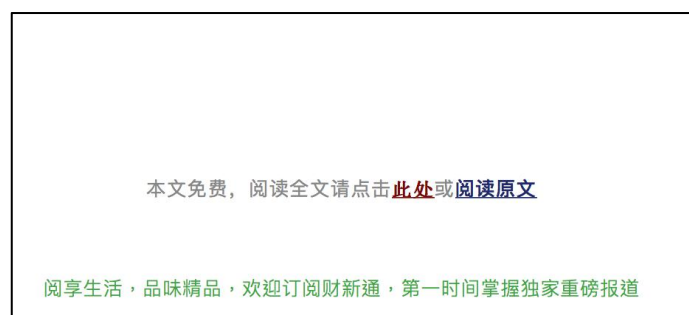 本文免费，阅读全文请点击此处或阅读原文
阅享生活，品味精品，欢迎订阅财新通，第一时间掌握独家重磅报道